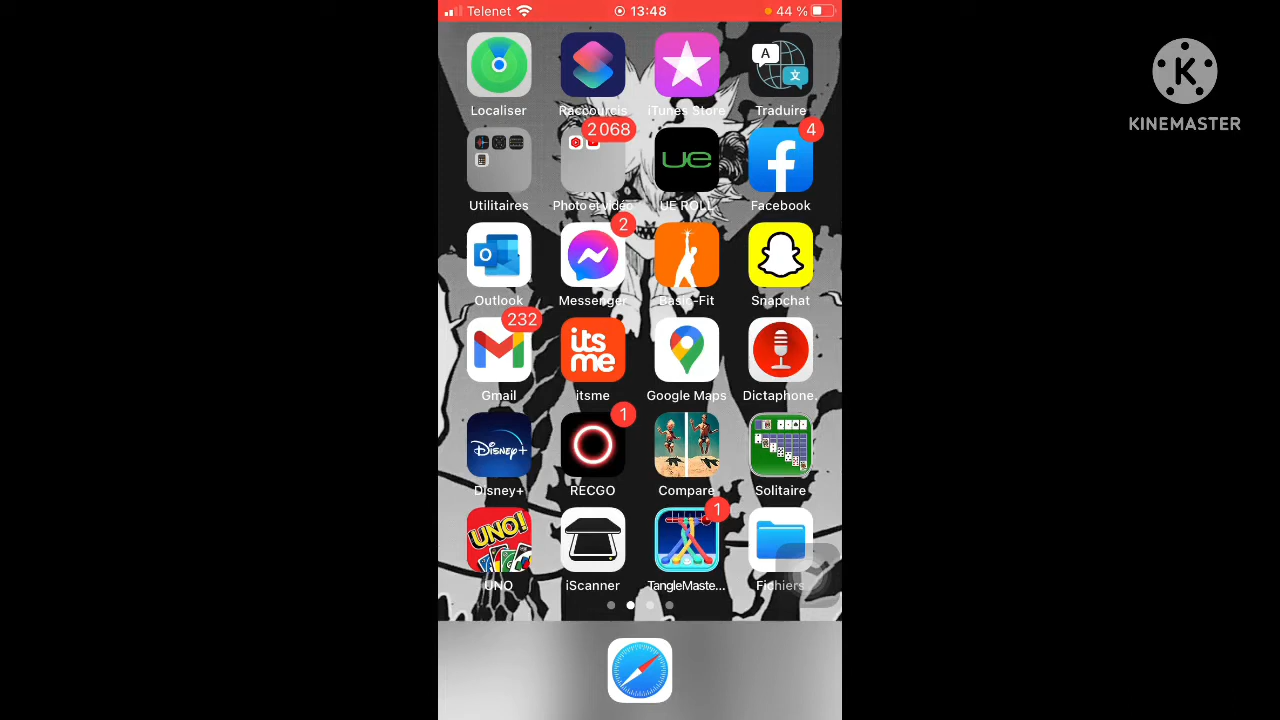 Telenet 13:48 44 %
KINEMASTER
Localiser Raccourcis iTunes Store Traduire
2 068 4
Utilitaires Photo et vidéo UE ROLL Facebook
2
Outlook Messenger Basic-Fit Snapchat
232 its me
Gmail itsme Google Maps Dictaphone.
1
Disney+
Disney+ RECGO Compare Solitaire
1
UNO!
UNO iScanner TangleMaste... Fichiers